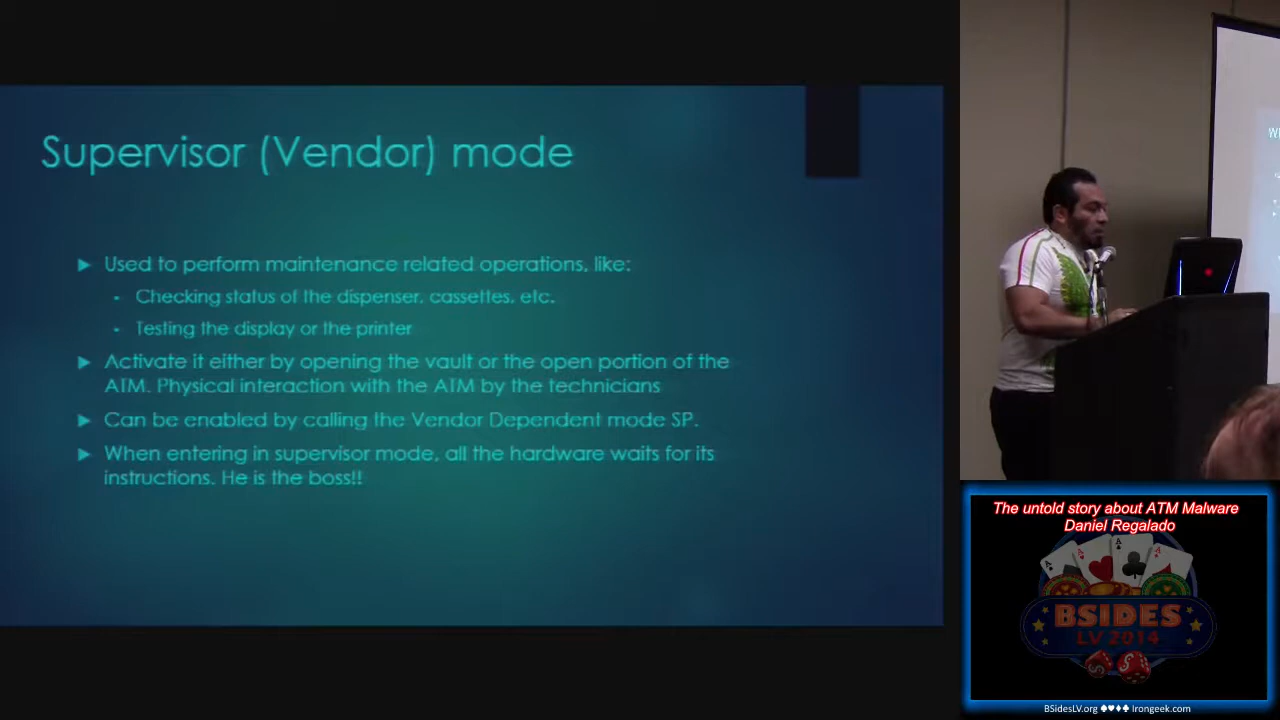 Supervisor (Vendor) mode
Used to perform maintenance related operations, like:
Checking status of the dispenser, cassettes, etc.
Testing the display or the printer
Activate it either by opening the vault or the open portion of the
ATM. Physical interaction with the ATM by the technicians
Can be enabled by calling the Vendor Dependent mode SP.
When entering in supervisor mode, all the hardware waits for its
instructions. He is the boss!!
The untold story about ATM Malware
Daniel Regalado
BSIDES
LV 2014
BSidesLV.org ♠♥♦♣ Irongeek.com